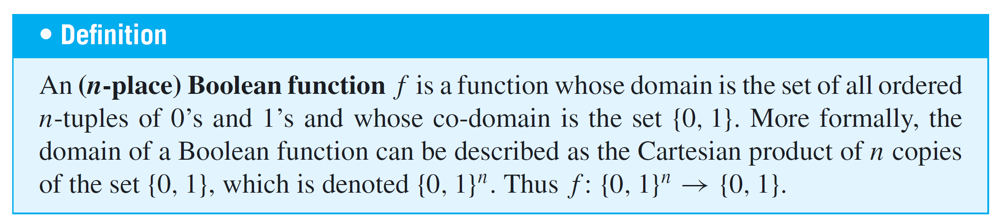 • Definition
An (n-place) Boolean function f is a function whose domain is the set of all ordered
n-tuples of 0’s and 1’s and whose co-domain is the set {0, 1}. More formally, the
domain of a Boolean function can be described as the Cartesian product of n copies
of the set {0, 1}, which is denoted {0, 1}ⁿ. Thus f: {0, 1}ⁿ → {0, 1}.